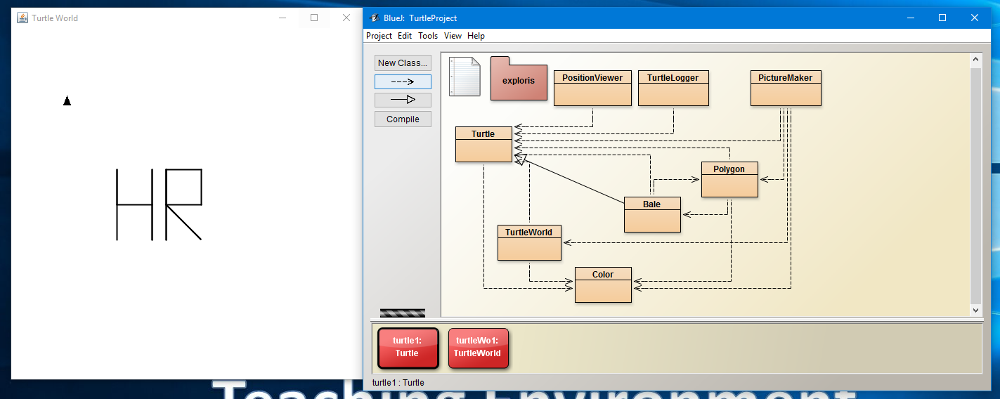 Turtle World
HR
BlueJ: TurtleProject
Project Edit Tools View Help
New Class...
Compile
exploris
PositionViewer
TurtleLogger
PictureMaker
Turtle
Polygon
Bale
TurtleWorld
Color
turtle1:
Turtle
turtleWo1:
TurtleWorld
turtle1 : Turtle
Teaching Environment